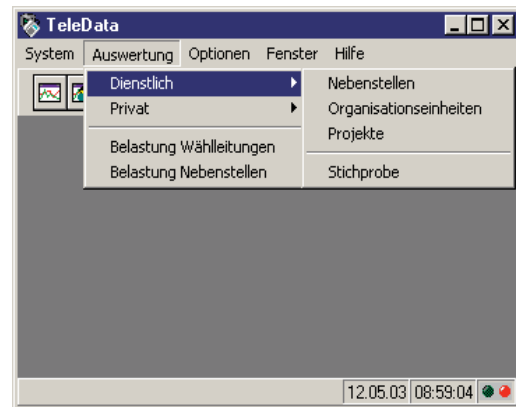 TeleData
System Auswertung Optionen Fenster Hilfe
Dienstlich
Privat
Belastung Wählleitungen
Belastung Nebenstellen
Nebenstellen
Organisationseinheiten
Projekte
Stichprobe
12.05.03 08:59:04